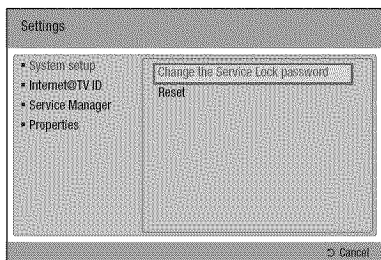 Settings
▪ System setup
▪ Internet@TV ID
▪ Service Manager
▪ Properties
Change the Service Lock password
Reset
⮌ Cancel